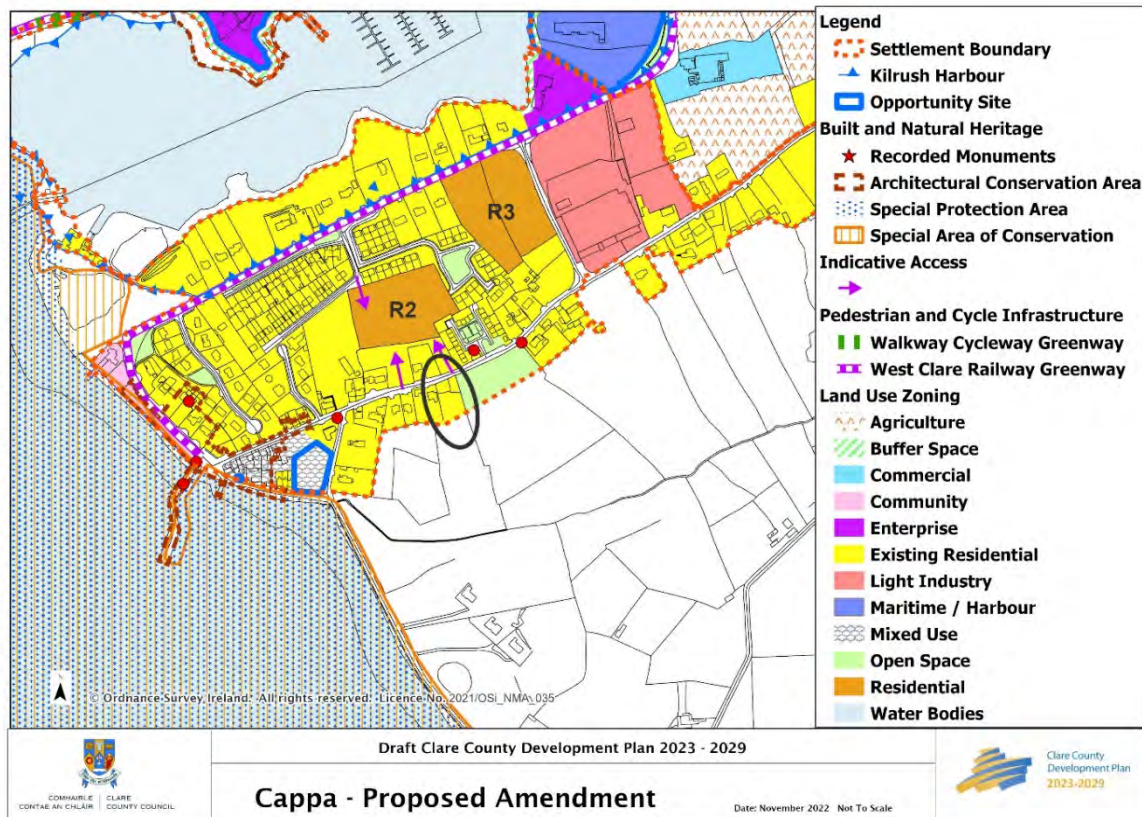 R3
R2
© Ordnance Survey Ireland. All rights reserved. Licence No. 2021/OSi_NMA_035
Legend
Settlement Boundary
Kilrush Harbour
Opportunity Site
Built and Natural Heritage
Recorded Monuments
Architectural Conservation Area
Special Protection Area
Special Area of Conservation
Indicative Access
Pedestrian and Cycle Infrastructure
Walkway Cycleway Greenway
West Clare Railway Greenway
Land Use Zoning
Agriculture
Buffer Space
Commercial
Community
Enterprise
Existing Residential
Light Industry
Maritime / Harbour
Mixed Use
Open Space
Residential
Water Bodies
COMHAIRLE CLARE
CONTAE AN CHLÁIR COUNTY COUNCIL
Draft Clare County Development Plan 2023 - 2029
Cappa - Proposed Amendment
Date: November 2022 Not To Scale
Clare County
Development Plan
2023-2029